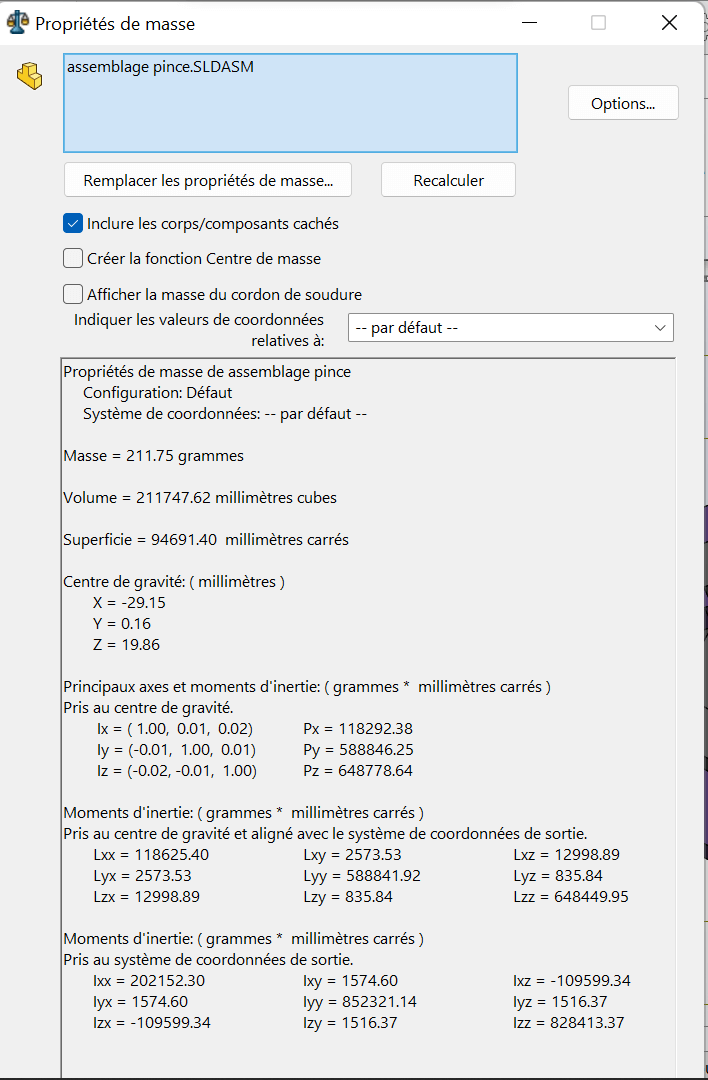 Propriétés de masse
assemblage pince.SLDASM
Options...
Remplacer les propriétés de masse... Recalculer
Inclure les corps/composants cachés
Créer la fonction Centre de masse
Afficher la masse du cordon de soudure
Indiquer les valeurs de coordonnées
relatives à: -- par défaut --
Propriétés de masse de assemblage pince
Configuration: Défaut
Système de coordonnées: -- par défaut --
Masse = 211.75 grammes
Volume = 211747.62 millimètres cubes
Superficie = 94691.40 millimètres carrés
Centre de gravité: ( millimètres )
X = -29.15
Y = 0.16
Z = 19.86
Principaux axes et moments d'inertie: ( grammes * millimètres carrés )
Pris au centre de gravité.
Ix = ( 1.00, 0.01, 0.02) Px = 118292.38
Iy = (-0.01, 1.00, 0.01) Py = 588846.25
Iz = (-0.02, -0.01, 1.00) Pz = 648778.64
Moments d'inertie: ( grammes * millimètres carrés )
Pris au centre de gravité et aligné avec le système de coordonnées de sortie.
Lxx = 118625.40 Lxy = 2573.53 Lxz = 12998.89
Lyx = 2573.53 Lyy = 588841.92 Lyz = 835.84
Lzx = 12998.89 Lzy = 835.84 Lzz = 648449.95
Moments d'inertie: ( grammes * millimètres carrés )
Pris au système de coordonnées de sortie.
Ixx = 202152.30 Ixy = 1574.60 Ixz = -109599.34
Iyx = 1574.60 Iyy = 852321.14 Iyz = 1516.37
Izx = -109599.34 Izy = 1516.37 Izz = 828413.37